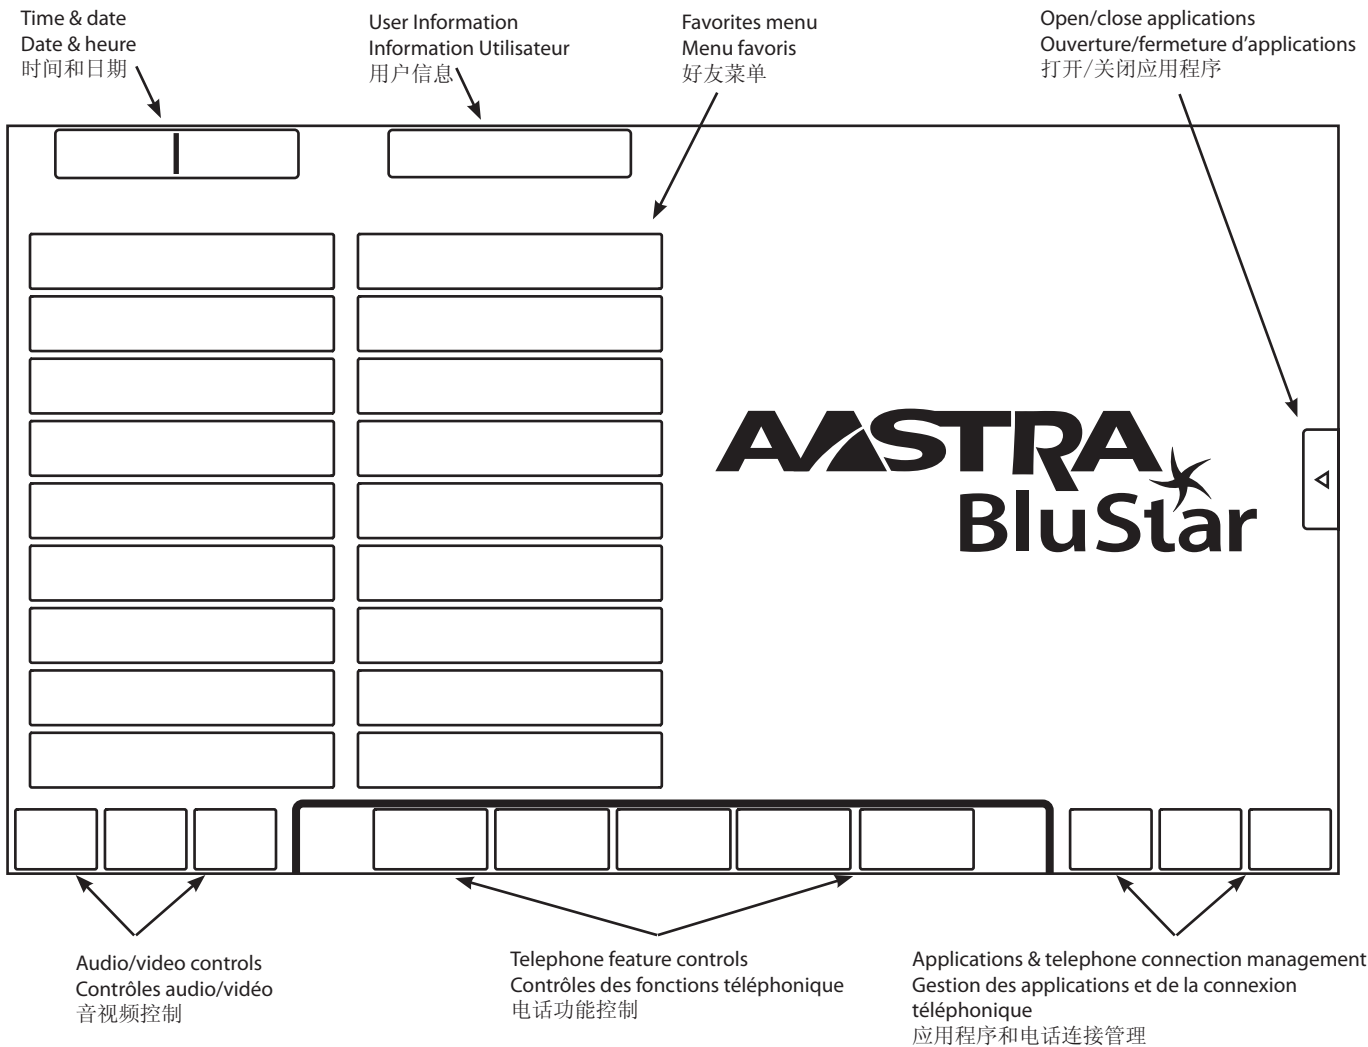 Time & date
Date & heure
时间和日期
User Information
Information Utilisateur
用户信息
Favorites menu
Menu favoris
好友菜单
Open/close applications
Ouverture/fermeture d’applications
打开/关闭应用程序
AASTRA
BluStar
Audio/video controls
Contrôles audio/vidéo
音视频控制
Telephone feature controls
Contrôles des fonctions téléphonique
电话功能控制
Applications & telephone connection management
Gestion des applications et de la connexion
téléphonique
应用程序和电话连接管理